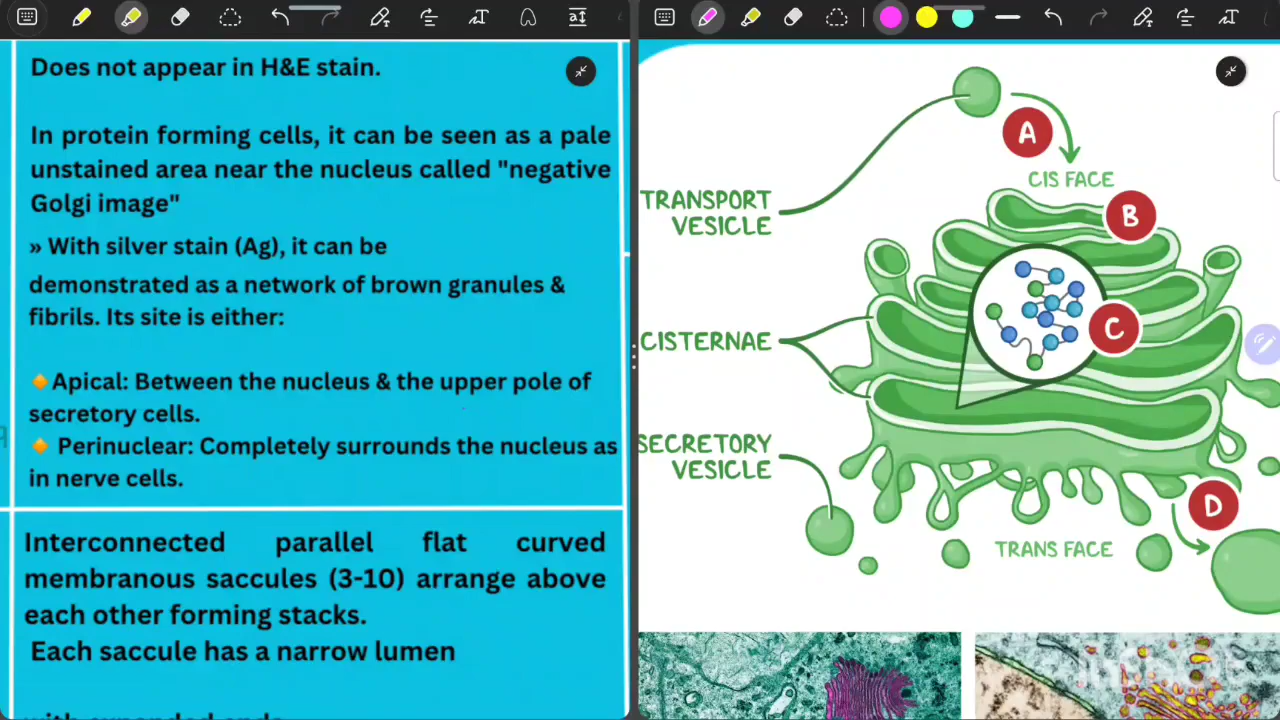 Does not appear in H&E stain.
In protein forming cells, it can be seen as a pale
unstained area near the nucleus called "negative
Golgi image"
» With silver stain (Ag), it can be
demonstrated as a network of brown granules &
fibrils. Its site is either:
🔸Apical: Between the nucleus & the upper pole of
secretory cells.
🔸 Perinuclear: Completely surrounds the nucleus as
in nerve cells.
Interconnected parallel flat curved
membranous saccules (3-10) arrange above
each other forming stacks.
Each saccule has a narrow lumen
with expanded ends
A
CIS FACE
TRANSPORT
VESICLE
B
C
CISTERNAE
SECRETORY
VESICLE
D
TRANS FACE